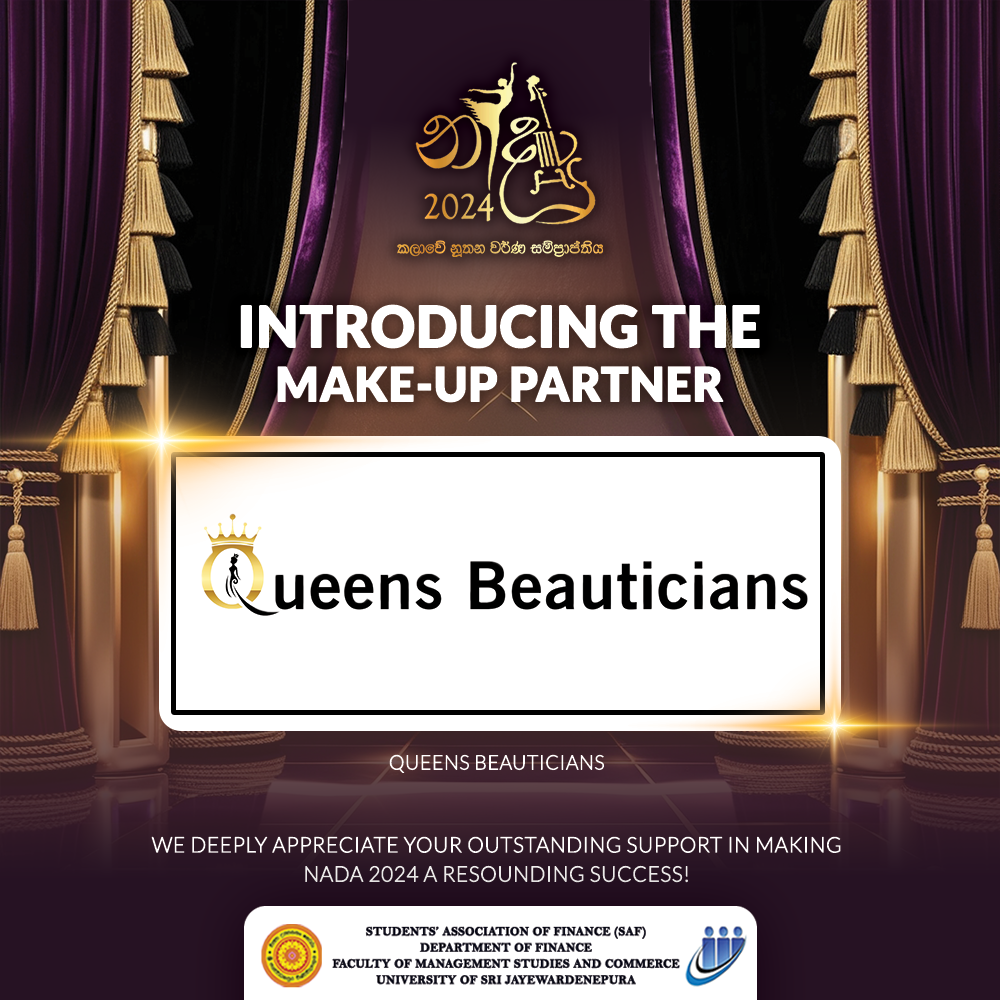 නාද
2024
කලාවේ නූතන වර්ණ සම්ප්‍රාප්තිය
INTRODUCING THE
MAKE-UP PARTNER
Queens Beauticians
QUEENS BEAUTICIANS
WE DEEPLY APPRECIATE YOUR OUTSTANDING SUPPORT IN MAKING
NADA 2024 A RESOUNDING SUCCESS!
STUDENTS' ASSOCIATION OF FINANCE (SAF)
DEPARTMENT OF FINANCE
FACULTY OF MANAGEMENT STUDIES AND COMMERCE
UNIVERSITY OF SRI JAYEWARDENEPURA